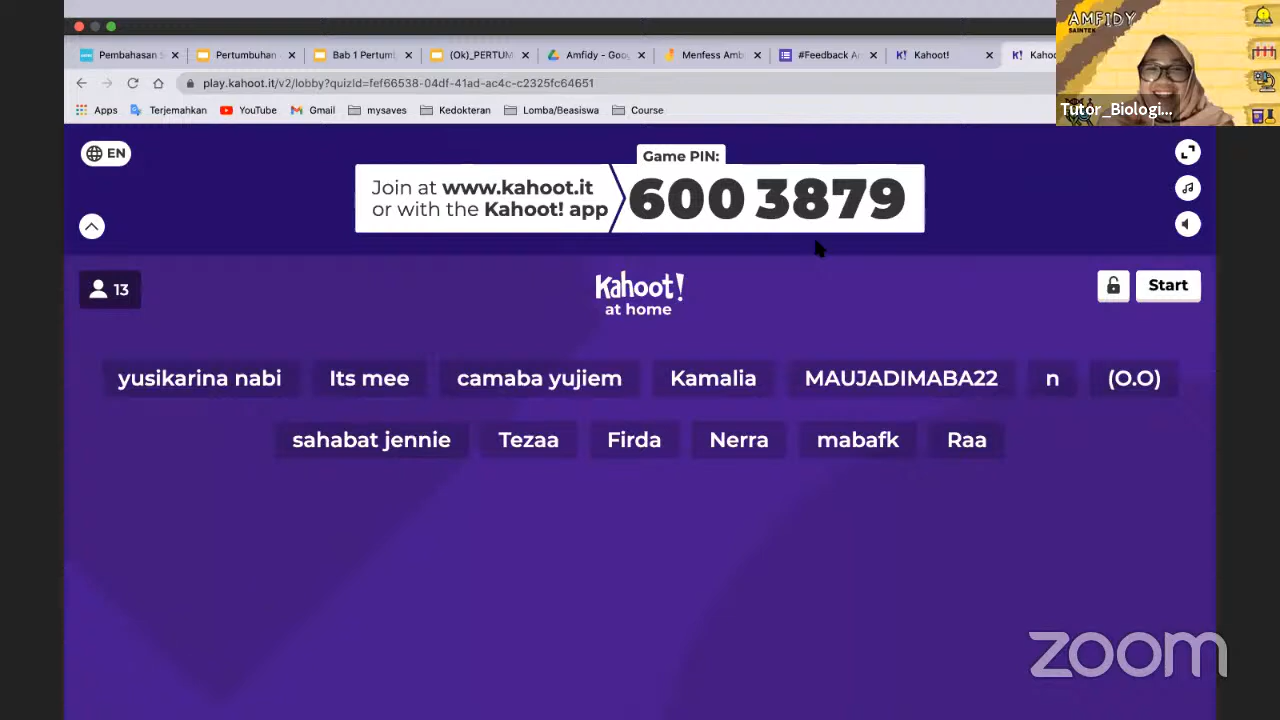 AMFIDY
SAINTEK
Tutor_Biologi...
Pembahasan S
Pertumbuhan
Bab 1 Pertuml
(Ok)_PERTUM
Amfidy - Goo
Menfess Amb
#Feedback A
Kahoot!
Kahoo
play.kahoot.it/v2/lobby?quizId=fef66538-04df-41ad-ac4c-c2325fc64651
Apps
Terjemahkan
YouTube
Gmail
mysaves
Kedokteran
Lomba/Beasiswa
Course
EN
Game PIN:
Join at www.kahoot.it
or with the Kahoot! app
600 3879
13
Kahoot!
at home
Start
yusikarina nabi
Its mee
camaba yujiem
Kamalia
MAUJADIMABA22
n
(O.O)
sahabat jennie
Tezaa
Firda
Nerra
mabafk
Raa
zoom